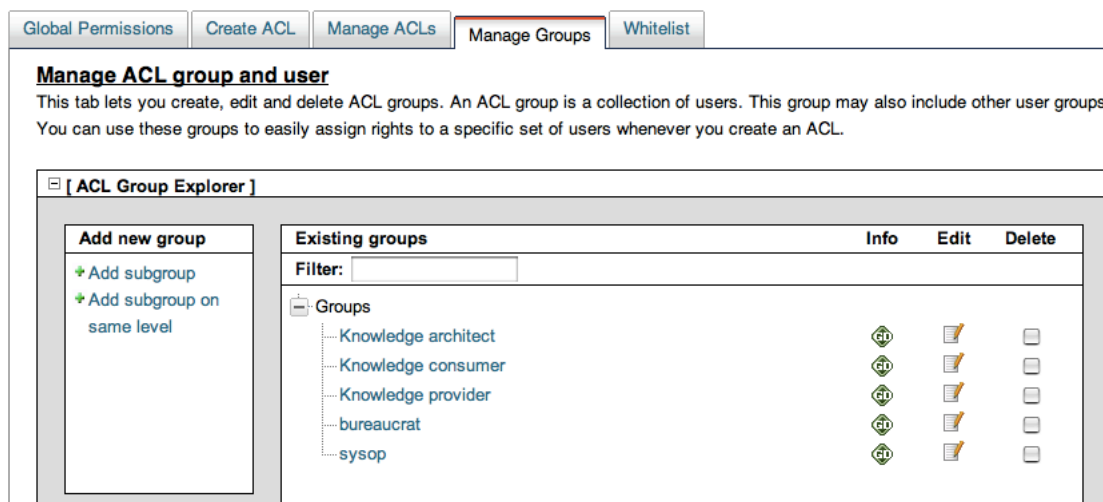 Global Permissions Create ACL Manage ACLs Manage Groups Whitelist
Manage ACL group and user
This tab lets you create, edit and delete ACL groups. An ACL group is a collection of users. This group may also include other user groups
You can use these groups to easily assign rights to a specific set of users whenever you create an ACL.
[ ACL Group Explorer ]
Add new group
Add subgroup
Add subgroup on
same level
Existing groups Info Edit Delete
Filter:
Groups
Knowledge architect
Knowledge consumer
Knowledge provider
bureaucrat
sysop